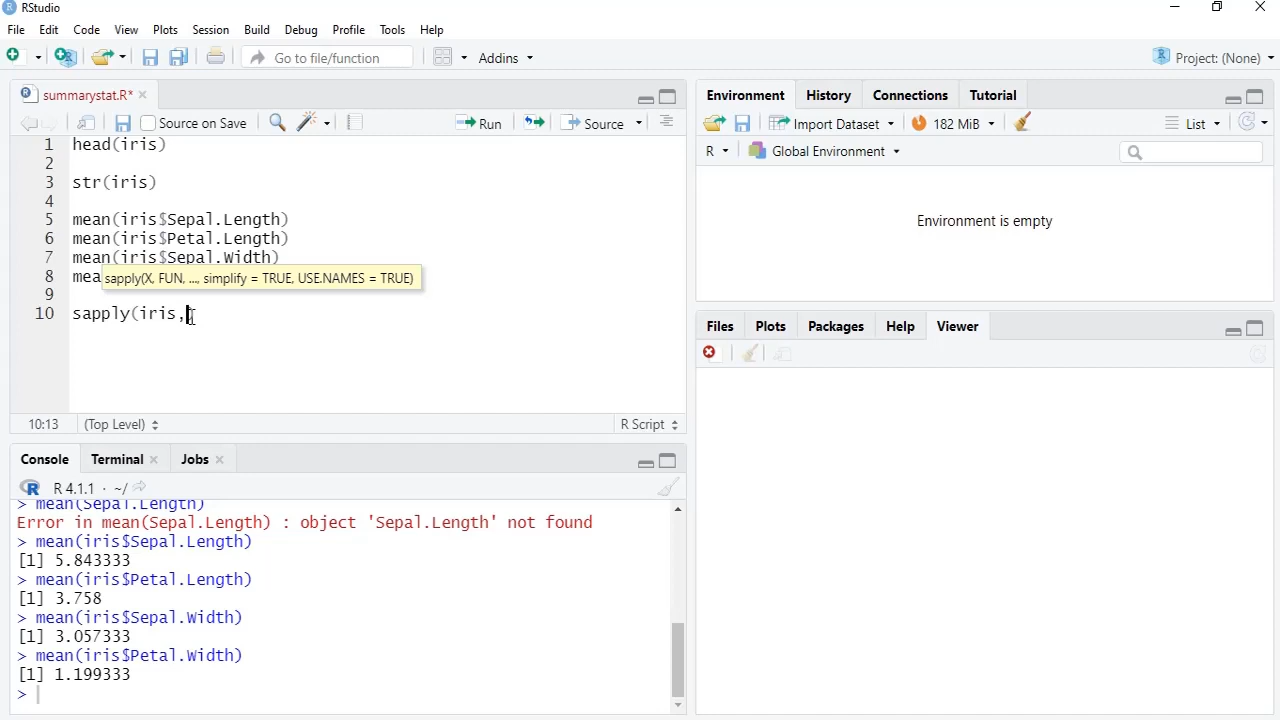 RStudio
File Edit Code View Plots Session Build Debug Profile Tools Help
Go to file/function Addins Project: (None)
summarystat.R*
Source on Save Run Source
1 head(iris)
2
3 str(iris)
4
5 mean(iris$Sepal.Length)
6 mean(iris$Petal.Length)
7 mean(iris$Sepal.Width)
8 mea
sapply(X, FUN, ..., simplify = TRUE, USE.NAMES = TRUE)
9
10 sapply(iris,)
10:13 (Top Level) R Script
Console Terminal Jobs
R 4.1.1 · ~/
> mean(Sepal.Length)
Error in mean(Sepal.Length) : object 'Sepal.Length' not found
> mean(iris$Sepal.Length)
[1] 5.843333
> mean(iris$Petal.Length)
[1] 3.758
> mean(iris$Sepal.Width)
[1] 3.057333
> mean(iris$Petal.Width)
[1] 1.199333
>
Environment History Connections Tutorial
Import Dataset 182 MiB List
R Global Environment
Environment is empty
Files Plots Packages Help Viewer